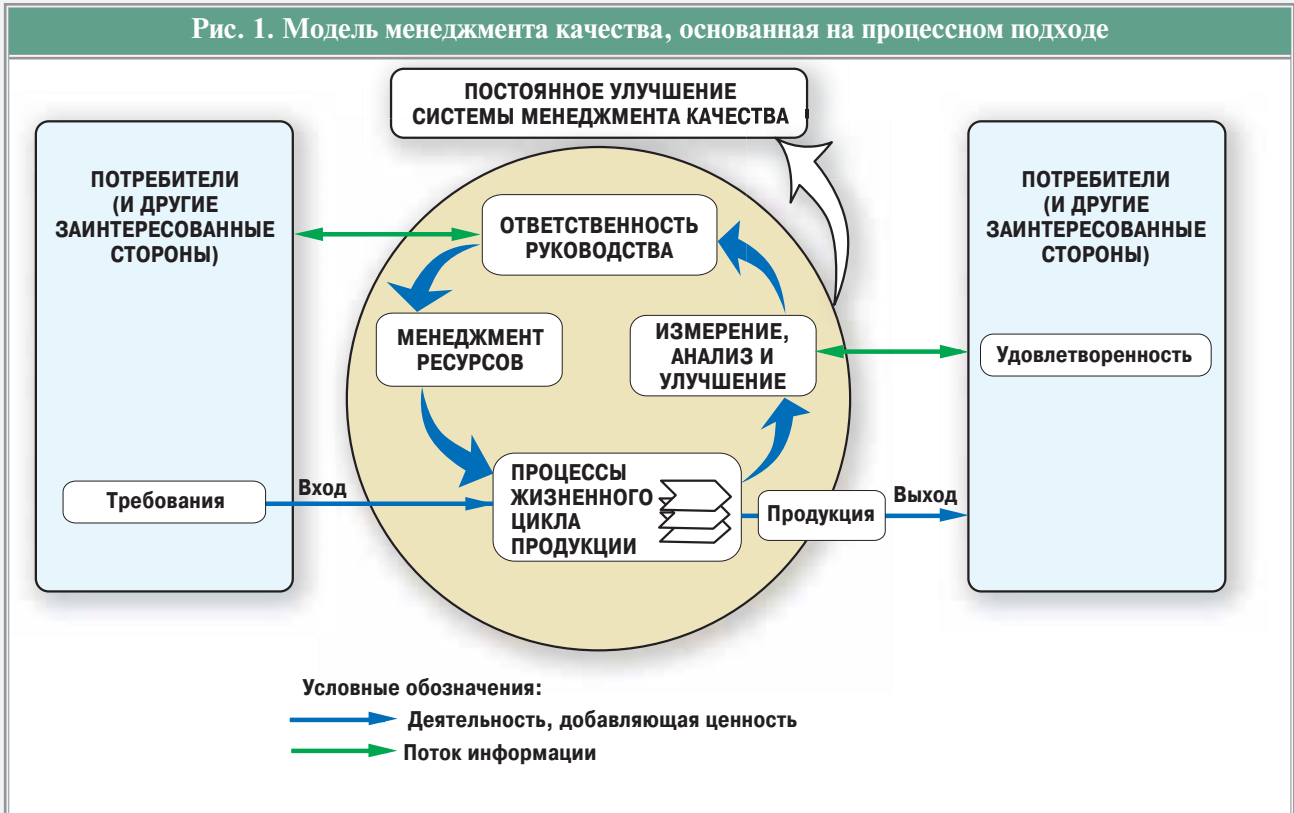 Рис. 1. Модель менеджмента качества, основанная на процессном подходе
ПОСТОЯННОЕ УЛУЧШЕНИЕ
СИСТЕМЫ МЕНЕДЖМЕНТА КАЧЕСТВА
ПОТРЕБИТЕЛИ
(И ДРУГИЕ
ЗАИНТЕРЕСОВАННЫЕ
СТОРОНЫ)
ОТВЕТСТВЕННОСТЬ
РУКОВОДСТВА
ПОТРЕБИТЕЛИ
(И ДРУГИЕ
ЗАИНТЕРЕСОВАННЫЕ
СТОРОНЫ)
МЕНЕДЖМЕНТ
РЕСУРСОВ
ИЗМЕРЕНИЕ,
АНАЛИЗ И
УЛУЧШЕНИЕ
Удовлетворенность
Требования
Вход
ПРОЦЕССЫ
ЖИЗНЕННОГО
ЦИКЛА
ПРОДУКЦИИ
Продукция
Выход
Условные обозначения:
Деятельность, добавляющая ценность
Поток информации